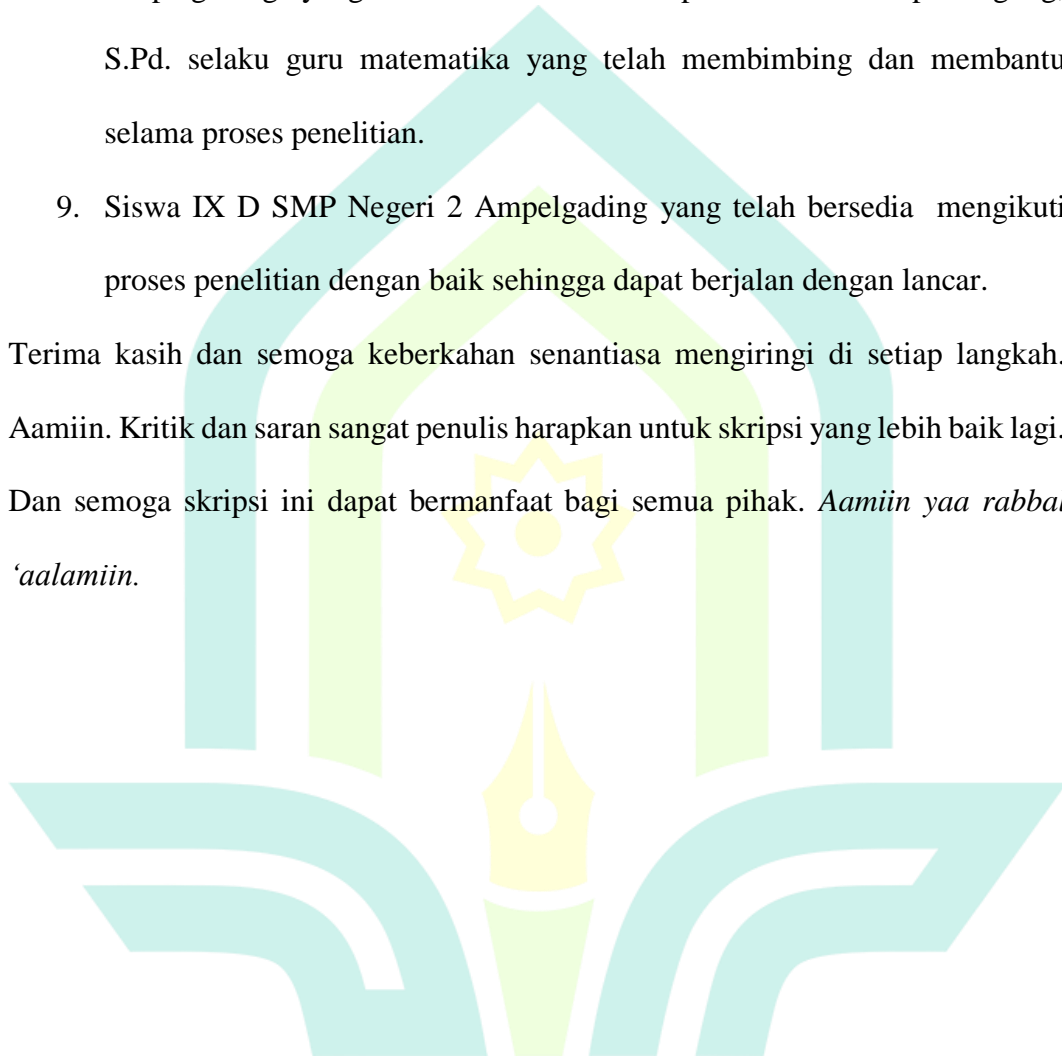 S.Pd. selaku guru matematika yang telah membimbing dan membantu
selama proses penelitian.
9. Siswa IX D SMP Negeri 2 Ampelgading yang telah bersedia mengikuti
proses penelitian dengan baik sehingga dapat berjalan dengan lancar.
Terima kasih dan semoga keberkahan senantiasa mengiringi di setiap langkah.
Aamiin. Kritik dan saran sangat penulis harapkan untuk skripsi yang lebih baik lagi.
Dan semoga skripsi ini dapat bermanfaat bagi semua pihak. Aamiin yaa rabbal
‘aalamiin.